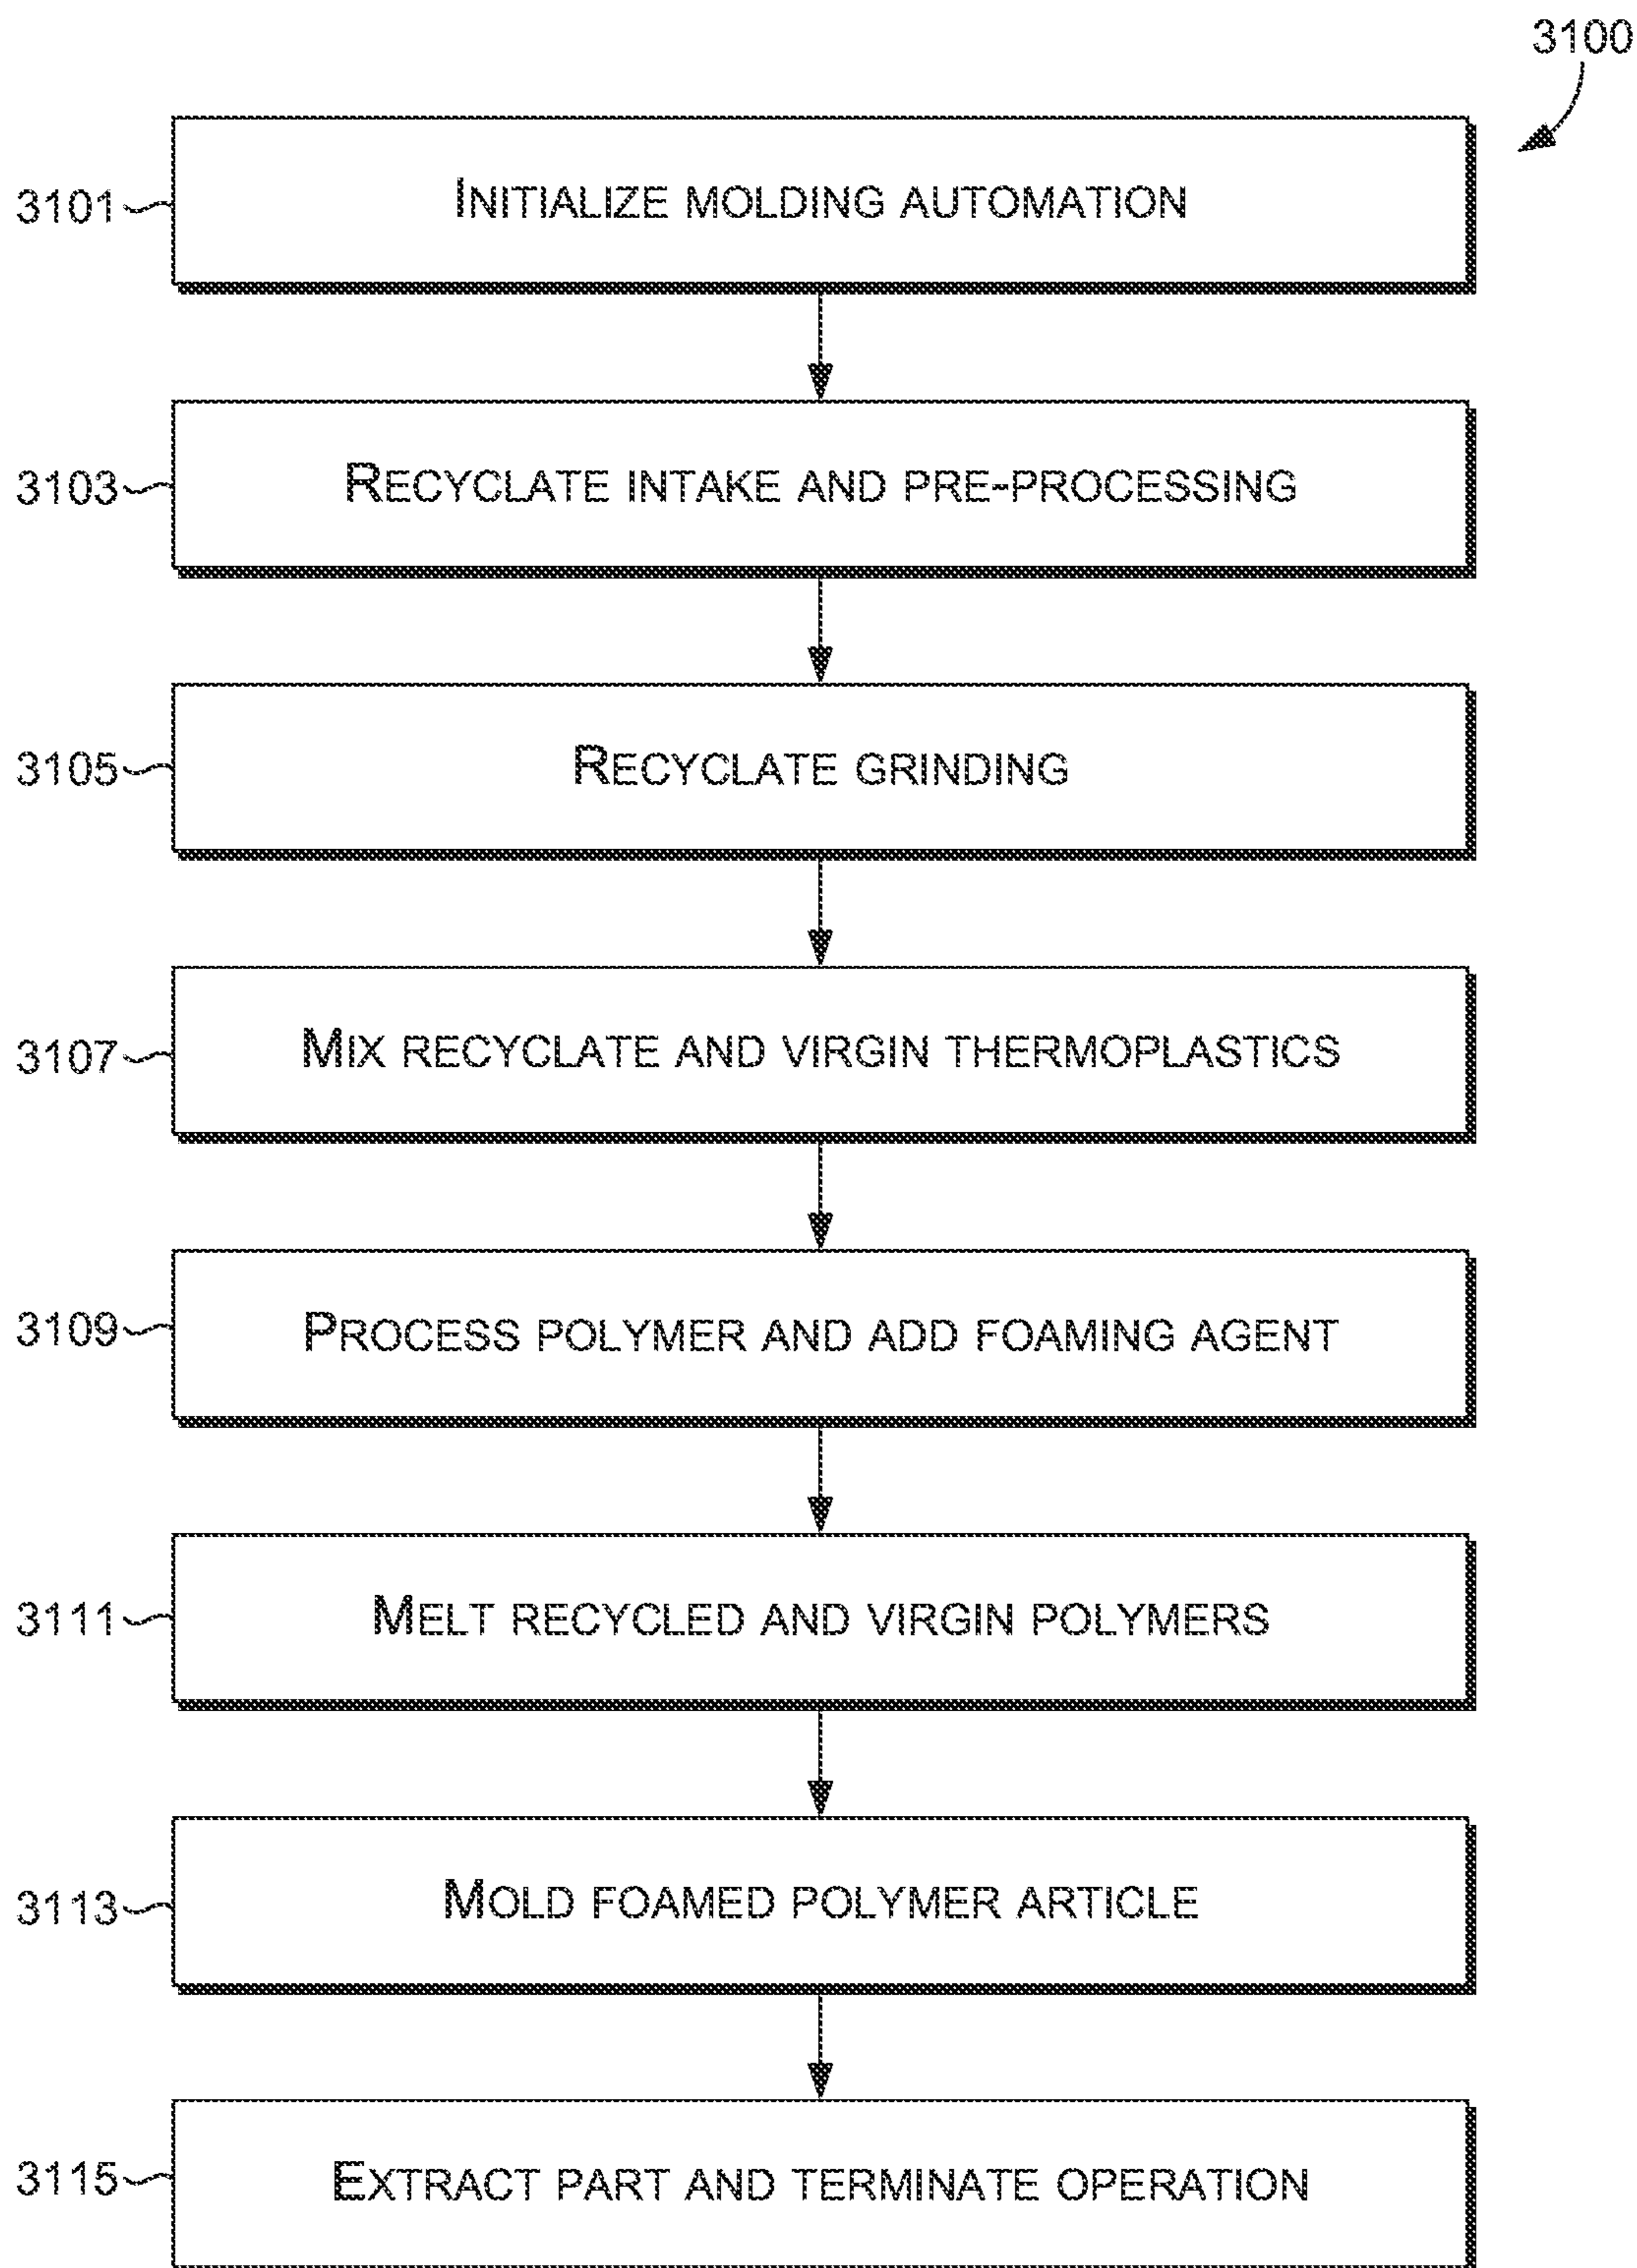 3100
3101 INITIALIZE MOLDING AUTOMATION
3103 RECYCLATE INTAKE AND PRE-PROCESSING
3105 RECYCLATE GRINDING
3107 MIX RECYCLATE AND VIRGIN THERMOPLASTICS
3109 PROCESS POLYMER AND ADD FOAMING AGENT
3111 MELT RECYCLED AND VIRGIN POLYMERS
3113 MOLD FOAMED POLYMER ARTICLE
3115 EXTRACT PART AND TERMINATE OPERATION